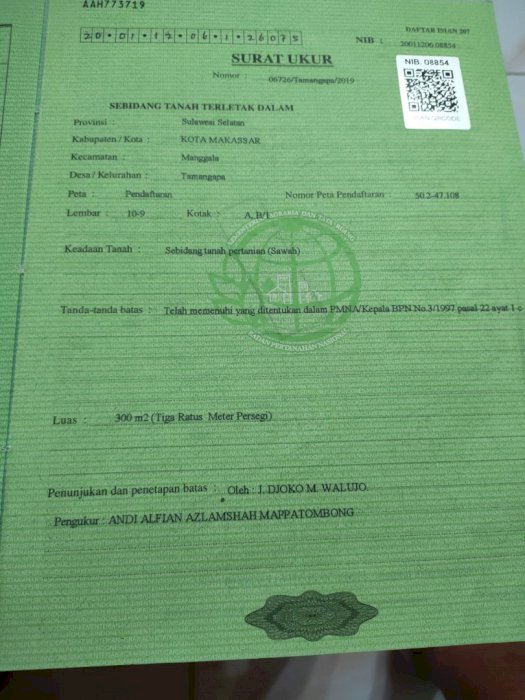 AAH773719
DAFTAR ISIAN 207
20.01.12.06.1.26075
NIB : 20011206.08854
SURAT UKUR
NIB. 08854
Nomor : 06726/Tamangapa/2019
SEBIDANG TANAH TERLETAK DALAM
Provinsi : Sulawesi Selatan
Kabupaten / Kota : KOTA MAKASSAR
Kecamatan : Manggala
Desa / Kelurahan : Tamangapa
Peta : Pendaftaran Nomor Peta Pendaftaran : 50.2-47.108
Lembar : 10-9 Kotak : A, B/1
Keadaan Tanah : Sebidang tanah pertanian (Sawah)
Tanda-tanda batas : Telah memenuhi yang ditentukan dalam PMNA/Kepala BPN No.3/1997 pasal 22 ayat 1 c
BADAN PERTANAHAN NASIONAL
Luas : 300 m2 (Tiga Ratus Meter Persegi)
Penunjukan dan penetapan batas : Oleh : J. DJOKO M. WALUJO.
Pengukur : ANDI ALFIAN AZLAMSHAH MAPPATOMBONG